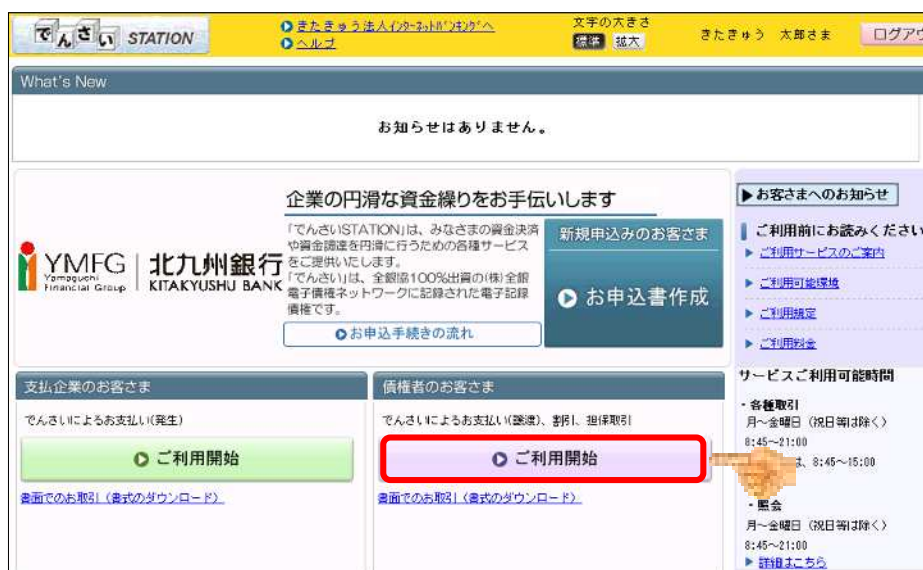 でんさい STATION
きたきゅう法人インターネットバンキングへ
ヘルプ
文字の大きさ
標準 拡大
きたきゅう 太郎さま
ログアウ
What's New
お知らせはありません。
YMFG
Yamaguchi
Financial Group
北九州銀行
KITAKYUSHU BANK
企業の円滑な資金繰りをお手伝いします
「でんさいSTATION」は、みなさまの資金決済
や資金調達を円滑に行うための各種サービス
をご提供いたします。
「でんさい」は、全銀協100%出資の(株)全銀
電子債権ネットワークに記録された電子記録
債権です。
お申込手続きの流れ
新規申込みのお客さま
お申込書作成
支払企業のお客さま
でんさいによるお支払い(発生)
ご利用開始
書面でのお取引（書式のダウンロード）
債権者のお客さま
でんさいによるお支払い(譲渡)、割引、担保取引
ご利用開始
書面でのお取引（書式のダウンロード）
▶お客さまへのお知らせ
ご利用前にお読みください
ご利用サービスのご案内
ご利用可能環境
ご利用規定
ご利用料金
サービスご利用可能時間
・各種取引
月～金曜日（祝日等は除く）
8:45～21:00
は、8:45～15:00
・照会
月～金曜日（祝日等は除く）
8:45～21:00
詳細はこちら